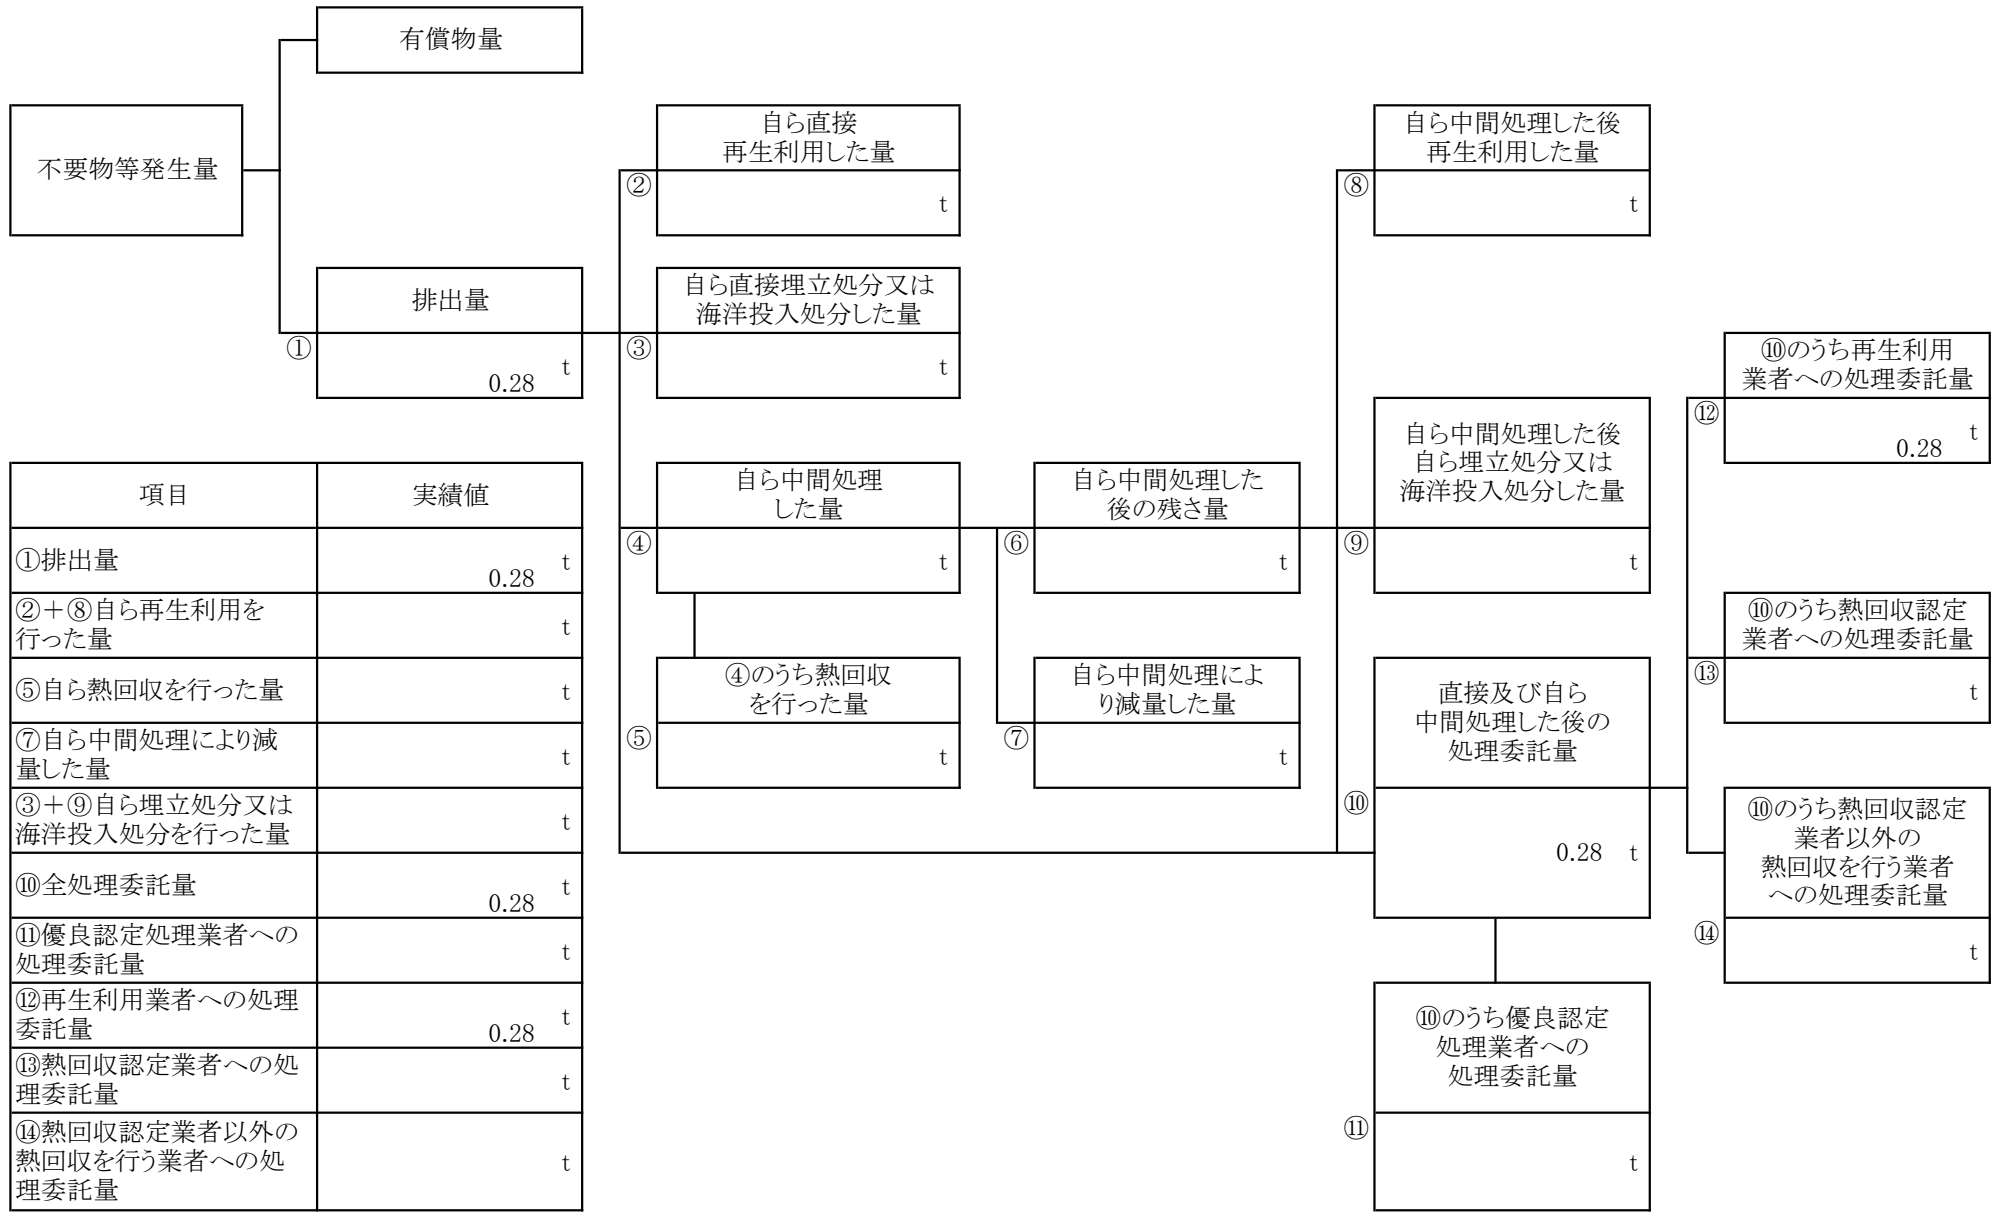 有償物量
不要物等発生量
自ら直接
再生利用した量
②
t
自ら中間処理した後
再生利用した量
⑧
t
排出量
①
t
0.28
自ら直接埋立処分又は
海洋投入処分した量
③
t
⑩のうち再生利用
業者への処理委託量
⑫
t
0.28
自ら中間処理した後
自ら埋立処分又は
海洋投入処分した量
⑨
t
自ら中間処理
した量
④
t
自ら中間処理した
後の残さ量
⑥
t
⑩のうち熱回収認定
業者への処理委託量
⑬
t
④のうち熱回収
を行った量
⑤
t
自ら中間処理によ
り減量した量
⑦
t
直接及び自ら
中間処理した後の
処理委託量
⑩
0.28 t
⑩のうち熱回収認定
業者以外の
熱回収を行う業者
への処理委託量
⑭
t
⑩のうち優良認定
処理業者への
処理委託量
⑪
t
項目 実績値
①排出量
t
0.28
②+⑧自ら再生利用を
行った量
t
⑤自ら熱回収を行った量 t
⑦自ら中間処理により減
量した量
t
③+⑨自ら埋立処分又は
海洋投入処分を行った量
t
⑩全処理委託量
t
0.28
⑪優良認定処理業者への
処理委託量
t
⑫再生利用業者への処理
委託量
t
0.28
⑬熱回収認定業者への処
理委託量
t
⑭熱回収認定業者以外の
熱回収を行う業者への処
理委託量
t